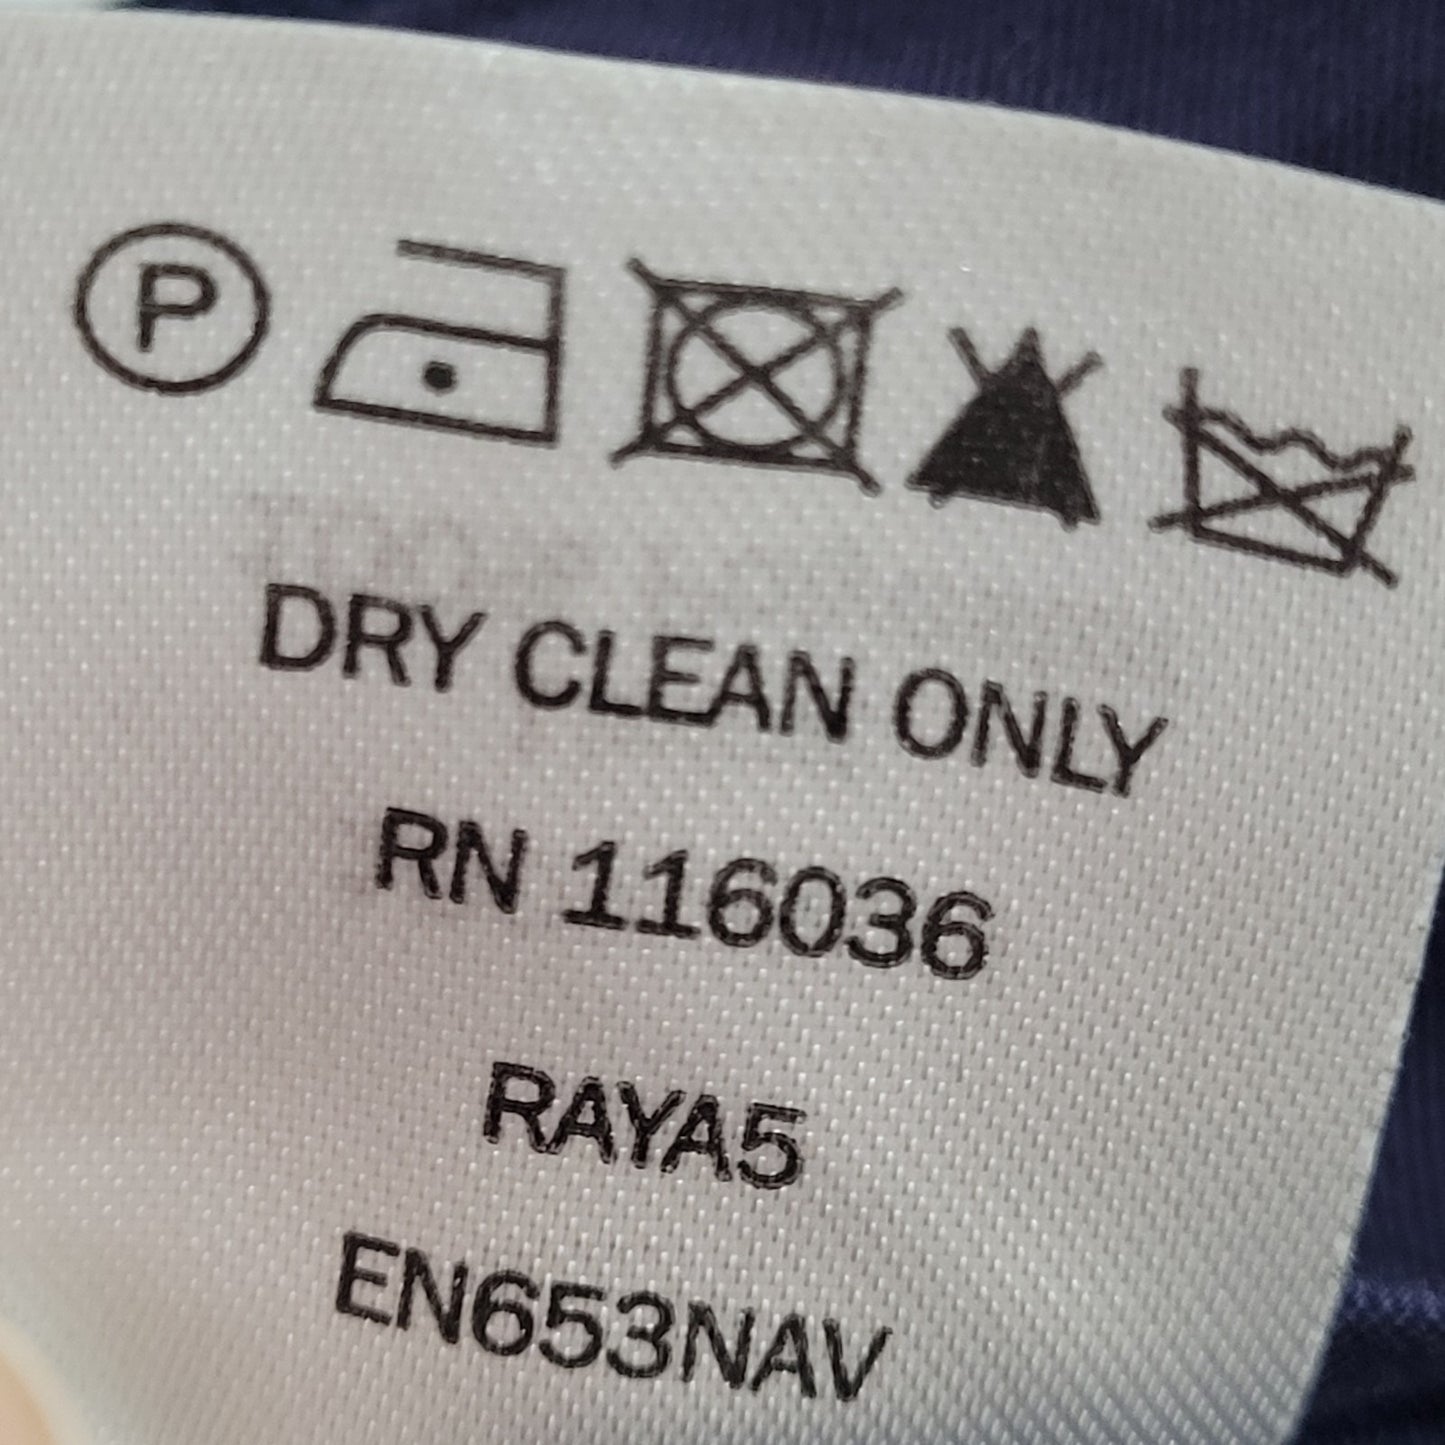 P
DRY CLEAN ONLY
RN 116036
RAYA5
EN653NAV